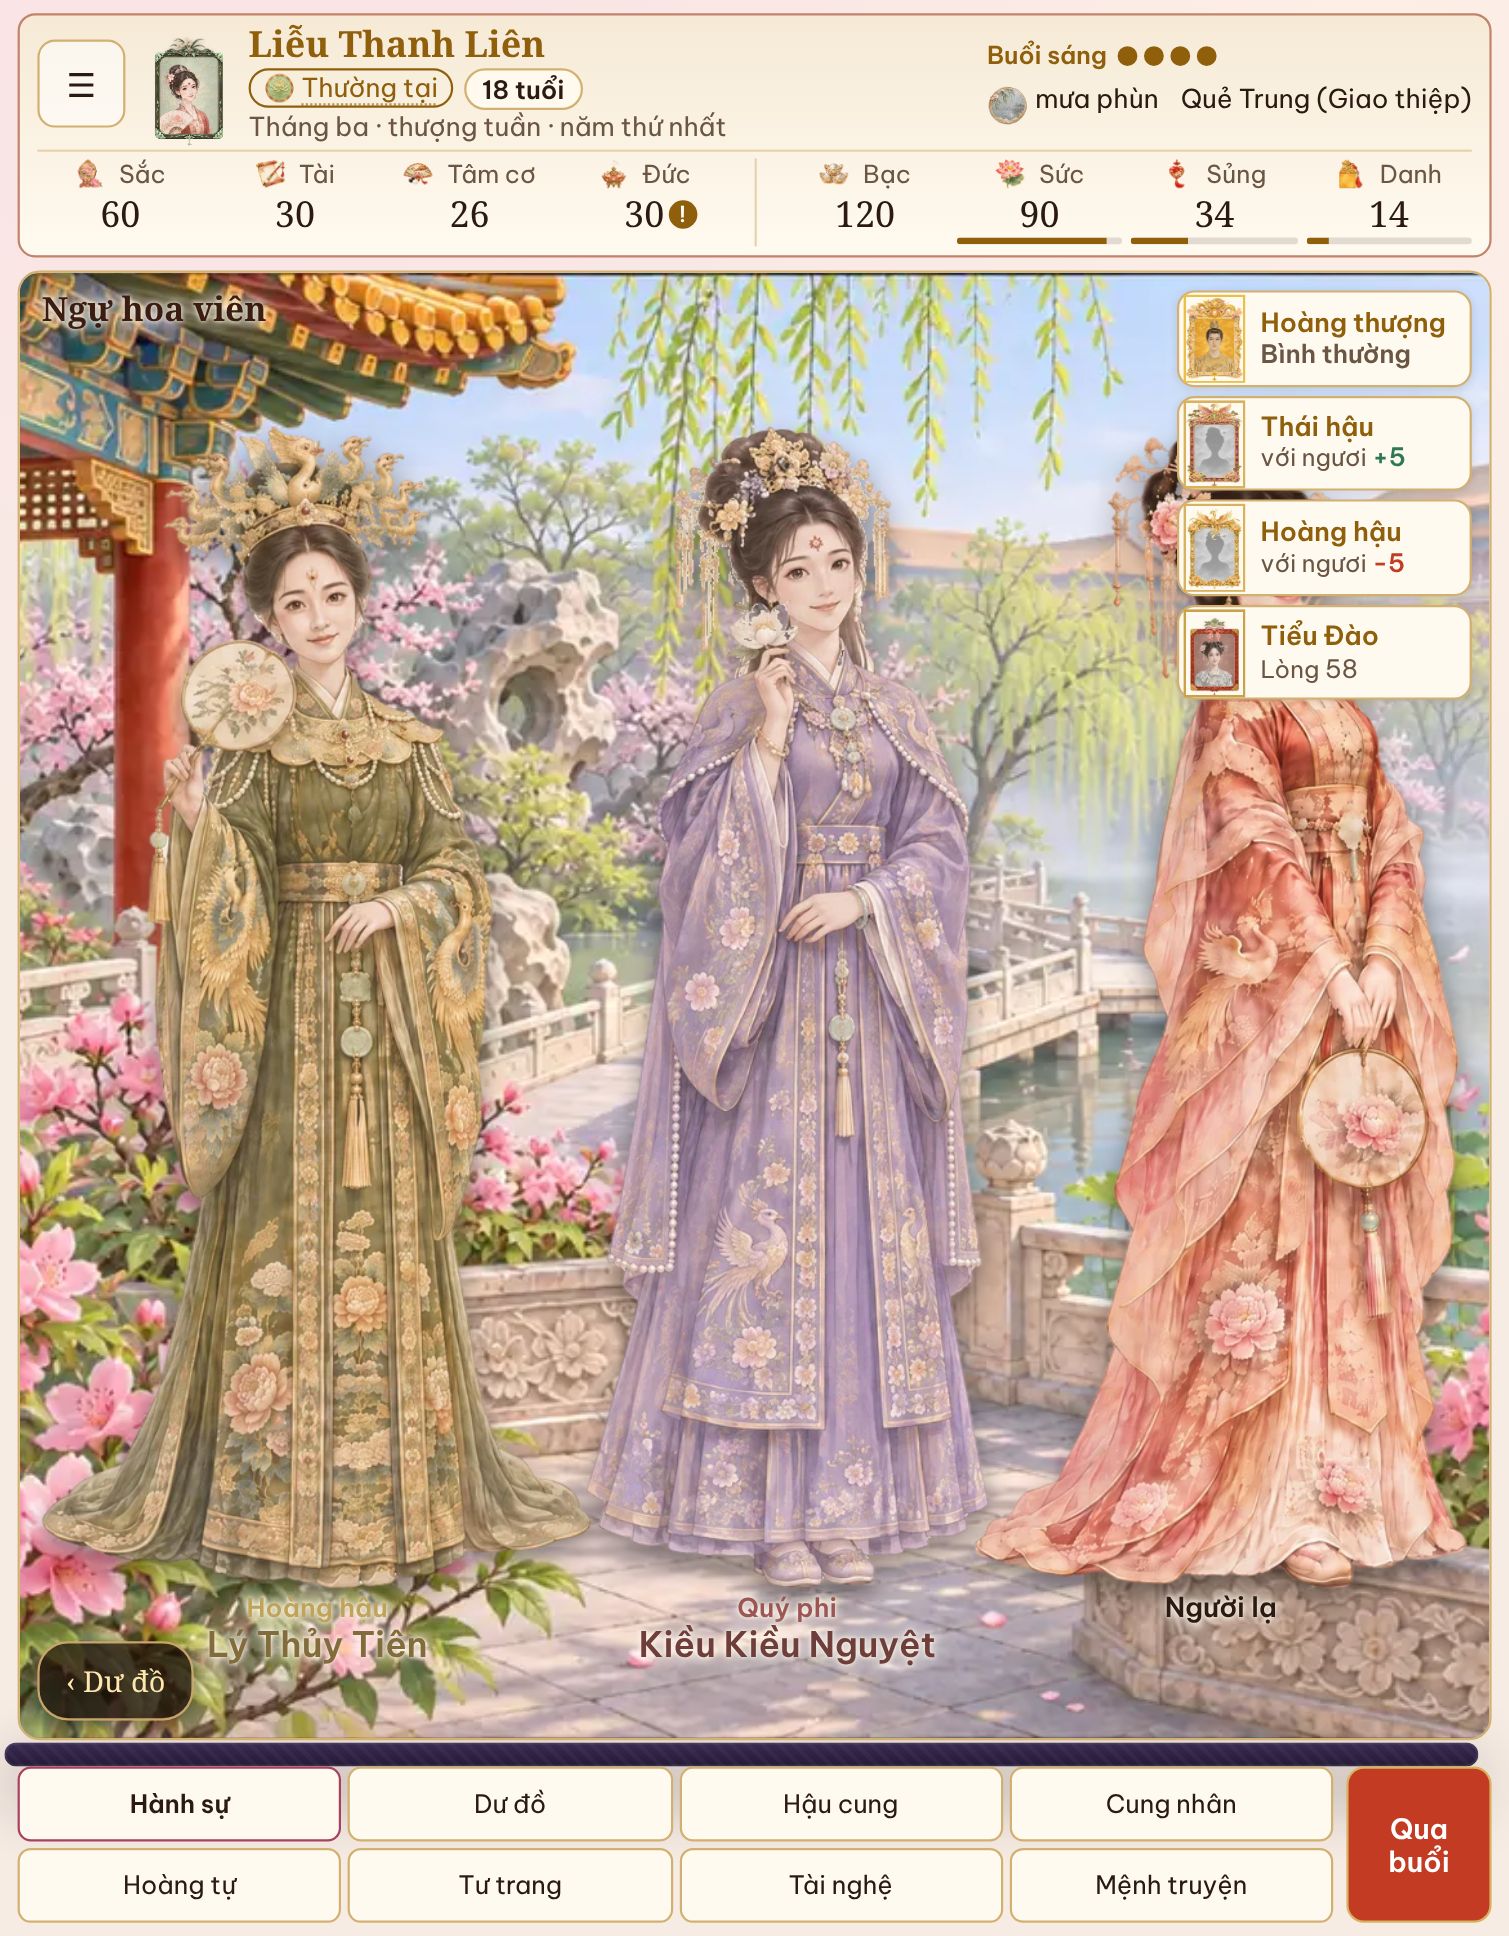 ☰
Liễu Thanh Liên
Thường tại
18 tuổi
Tháng ba · thượng tuần · năm thứ nhất
Buổi sáng
mưa phùn Quẻ Trung (Giao thiệp)
Sắc Tài Tâm cơ Đức Bạc Sức Sủng Danh
60 30 26 30 ! 120 90 34 14
Ngự hoa viên
Hoàng thượng
Bình thường
Thái hậu
với ngươi +5
Hoàng hậu
với ngươi -5
Tiểu Đào
Lòng 58
Hoàng hậu
Lý Thủy Tiên
Quý phi
Kiều Kiều Nguyệt
Người lạ
‹ Dư đồ
Hành sự Dư đồ Hậu cung Cung nhân
Hoàng tự Tư trang Tài nghệ Mệnh truyện
Qua
buổi